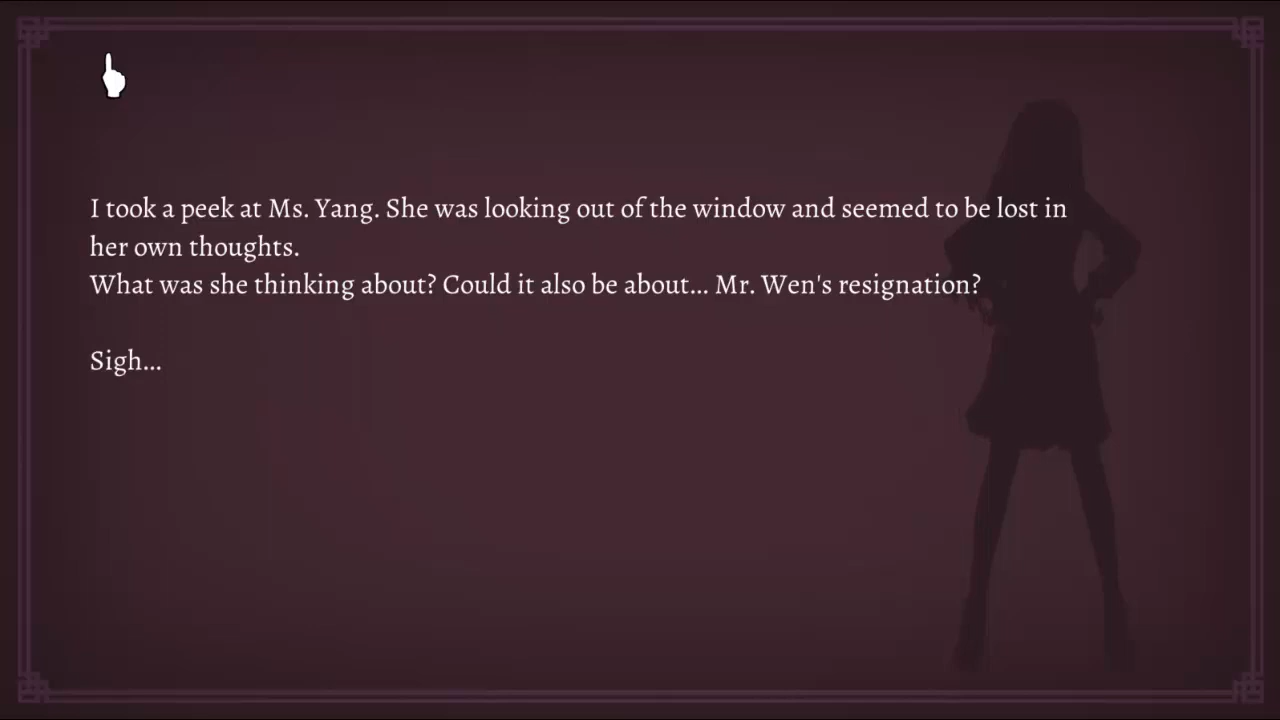 I took a peek at Ms. Yang. She was looking out of the window and seemed to be lost in
her own thoughts.
What was she thinking about? Could it also be about... Mr. Wen's resignation?
Sigh...